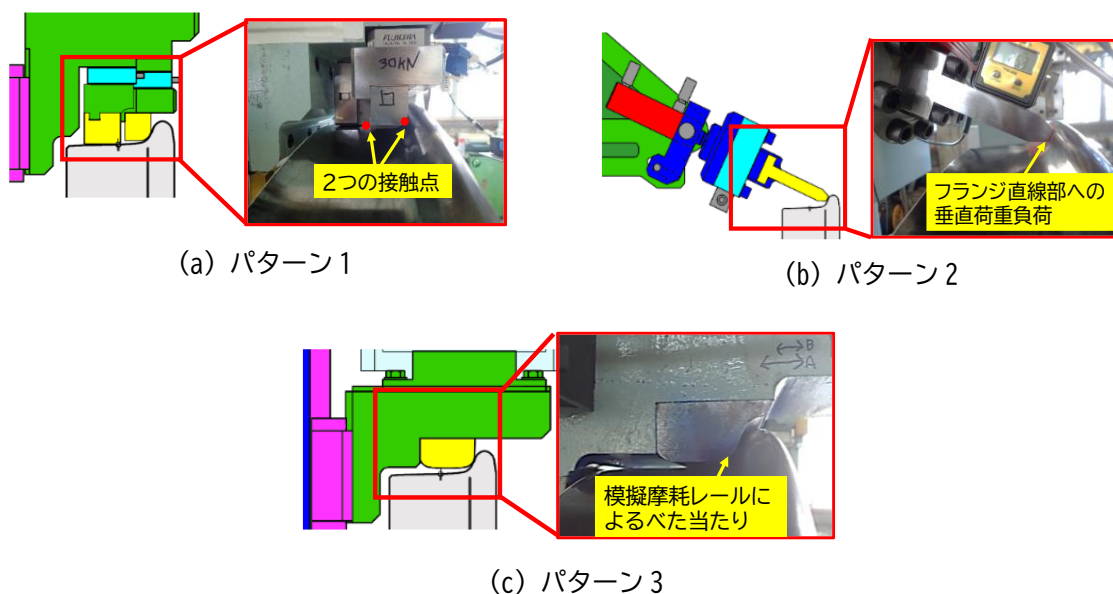 FUJIKURA
30kN
ロ
2つの接触点
(a) パターン1
フランジ直線部への
垂直荷重負荷
(b) パターン2
B
A
模擬摩耗レールに
よるべた当たり
(c) パターン3